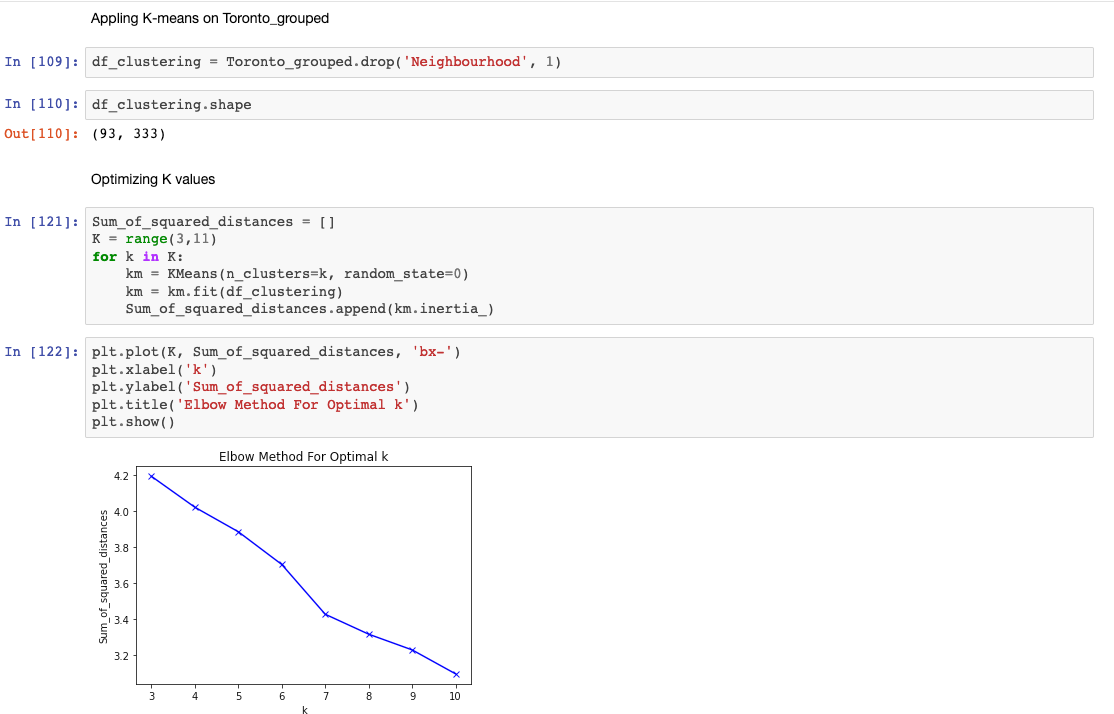 Appling K-means on Toronto_grouped
In [109]: df_clustering = Toronto_grouped.drop('Neighbourhood', 1)
In [110]: df_clustering.shape
Out[110]: (93, 333)
Optimizing K values
In [121]: Sum_of_squared_distances = []
K = range(3,11)
for k in K:
    km = KMeans(n_clusters=k, random_state=0)
    km = km.fit(df_clustering)
    Sum_of_squared_distances.append(km.inertia_)
In [122]: plt.plot(K, Sum_of_squared_distances, 'bx-')
plt.xlabel('k')
plt.ylabel('Sum_of_squared_distances')
plt.title('Elbow Method For Optimal k')
plt.show()
Elbow Method For Optimal k
Sum_of_squared_distances
4.2
4.0
3.8
3.6
3.4
3.2
3 4 5 6 7 8 9 10
k